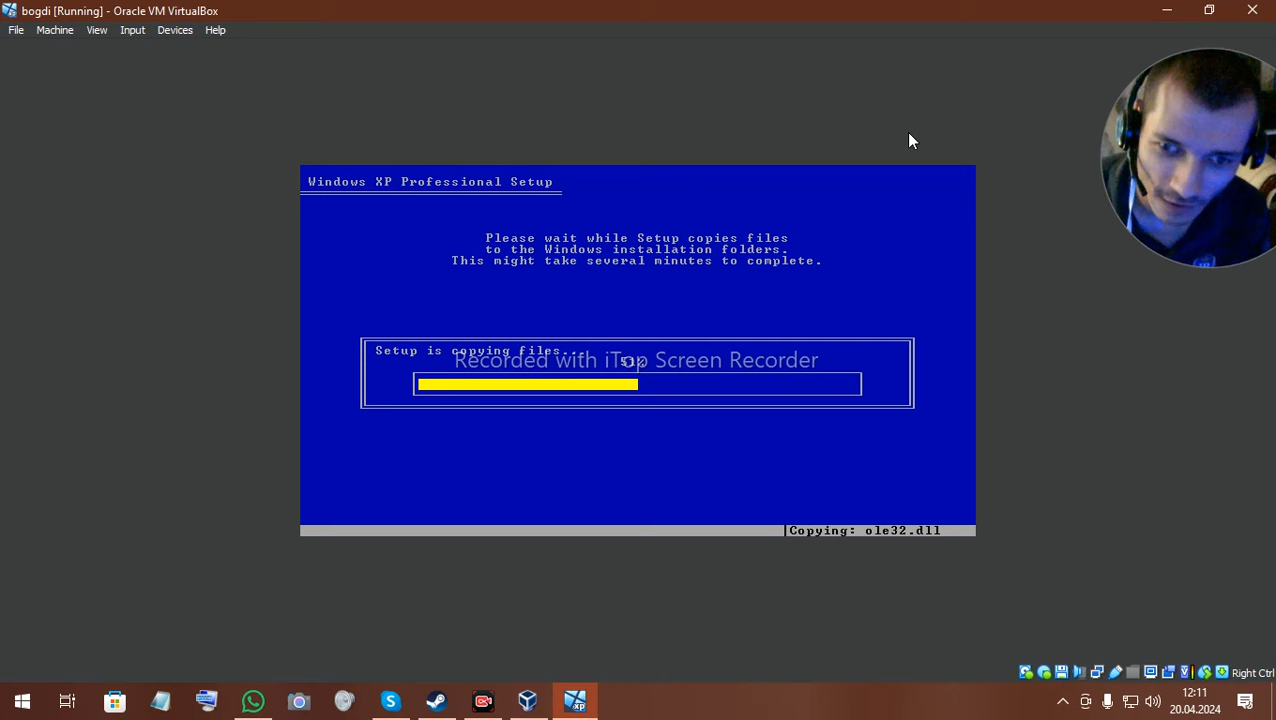 bogdi [Running] - Oracle VM VirtualBox
File Machine View Input Devices Help
Windows XP Professional Setup
Please wait while Setup copies files
to the Windows installation folders.
This might take several minutes to complete.
Setup is copying files...
51%
Recorded with iTop Screen Recorder
Copying: ole32.dll
Right Ctrl
xp
12:11
20.04.2024